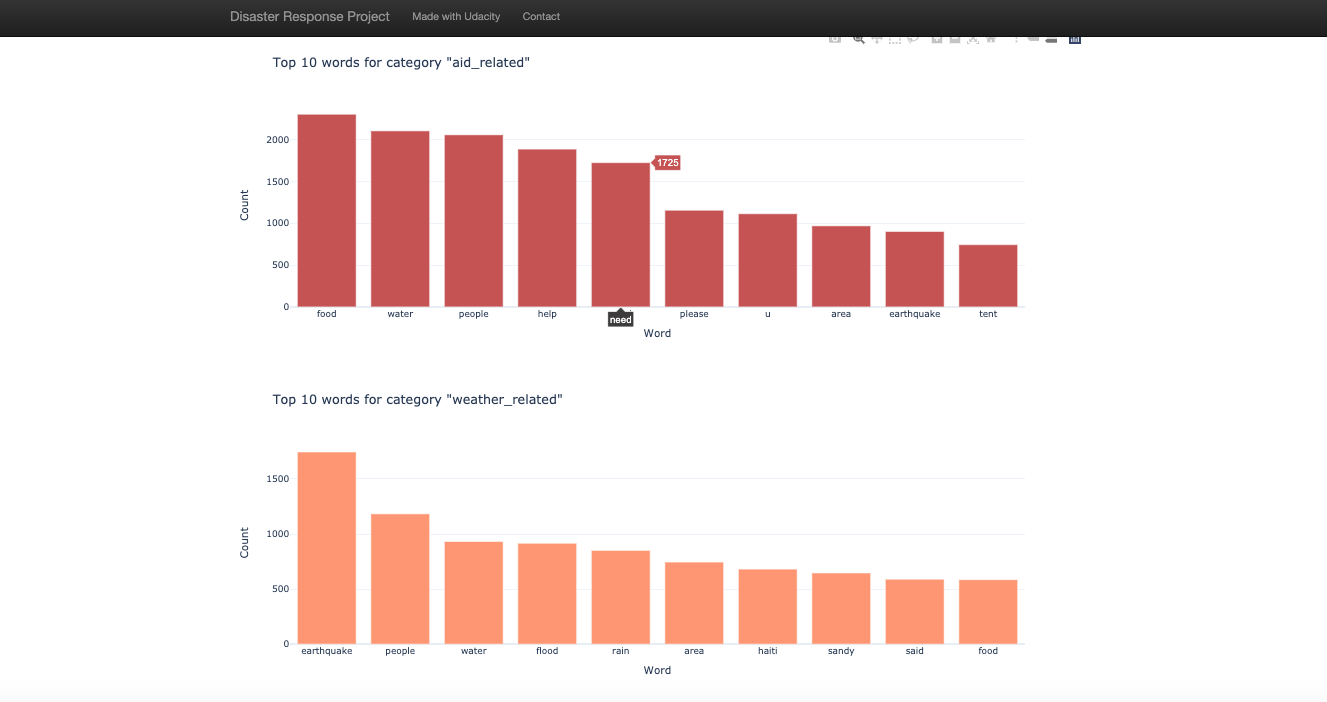 Disaster Response Project Made with Udacity Contact
Top 10 words for category "aid_related"
2000
1500
1000
500
0
Count
1725
food water people help need please u area earthquake tent
Word
Top 10 words for category "weather_related"
1500
1000
500
0
Count
earthquake people water flood rain area haiti sandy said food
Word